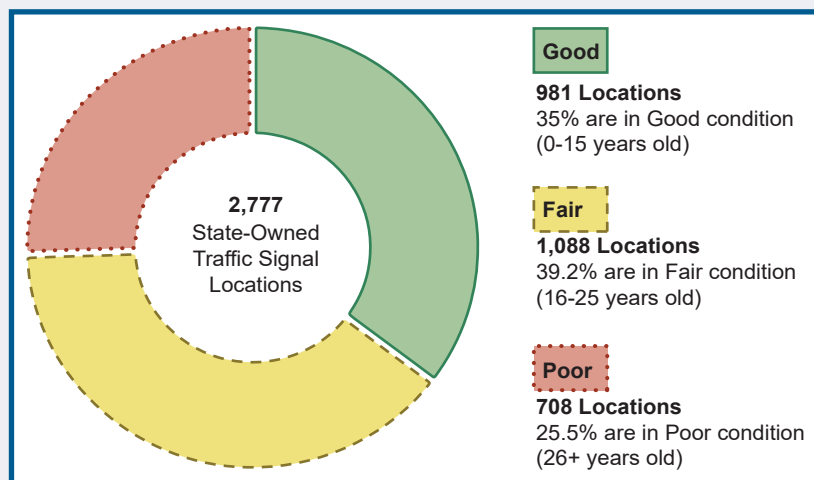 2,777
State-Owned
Traffic Signal
Locations
Good
981 Locations
35% are in Good condition
(0-15 years old)
Fair
1,088 Locations
39.2% are in Fair condition
(16-25 years old)
Poor
708 Locations
25.5% are in Poor condition
(26+ years old)